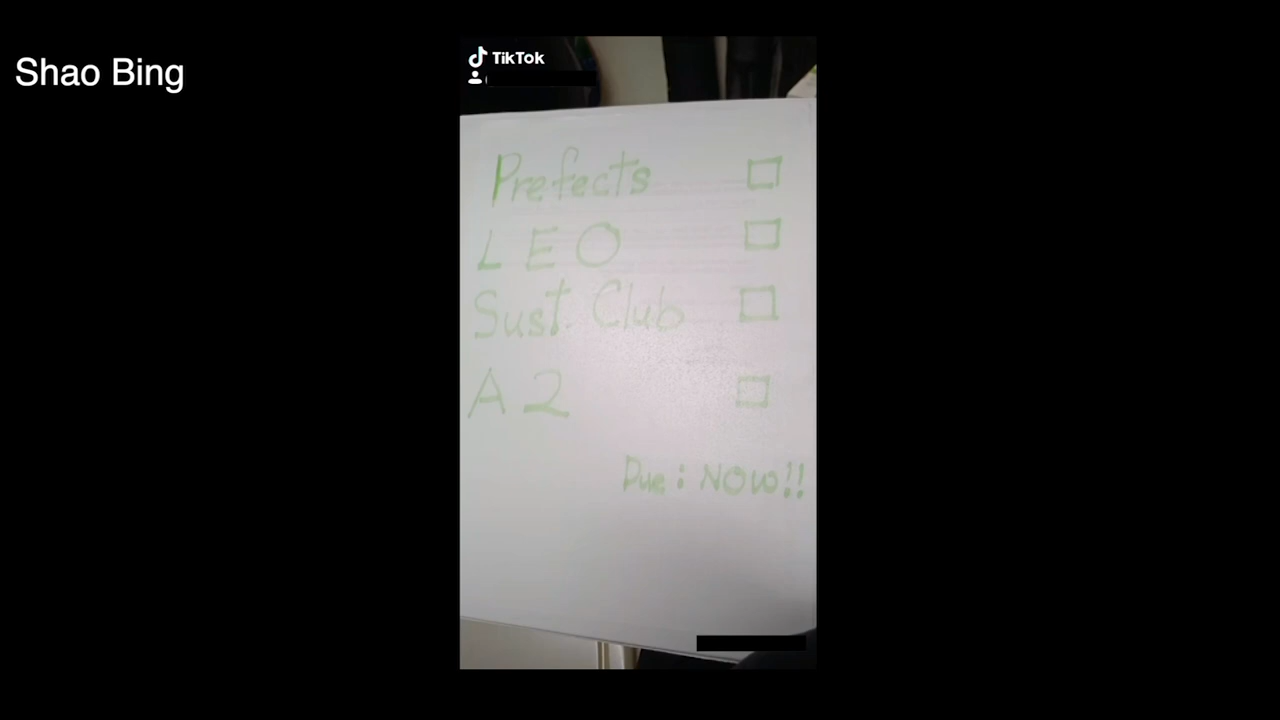 Shao Bing
TikTok
Prefects
LEO
Sust. Club
A2
Due: NOW!!